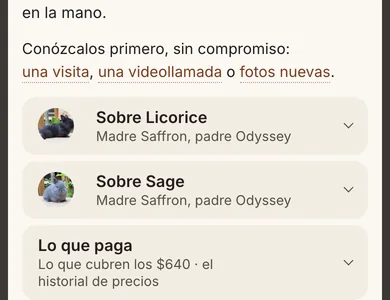 en la mano.
Conózcalos primero, sin compromiso:
una visita, una videollamada o fotos nuevas.
Sobre Licorice
Madre Saffron, padre Odyssey
Sobre Sage
Madre Saffron, padre Odyssey
Lo que paga
Lo que cubren los $640 · el
historial de precios